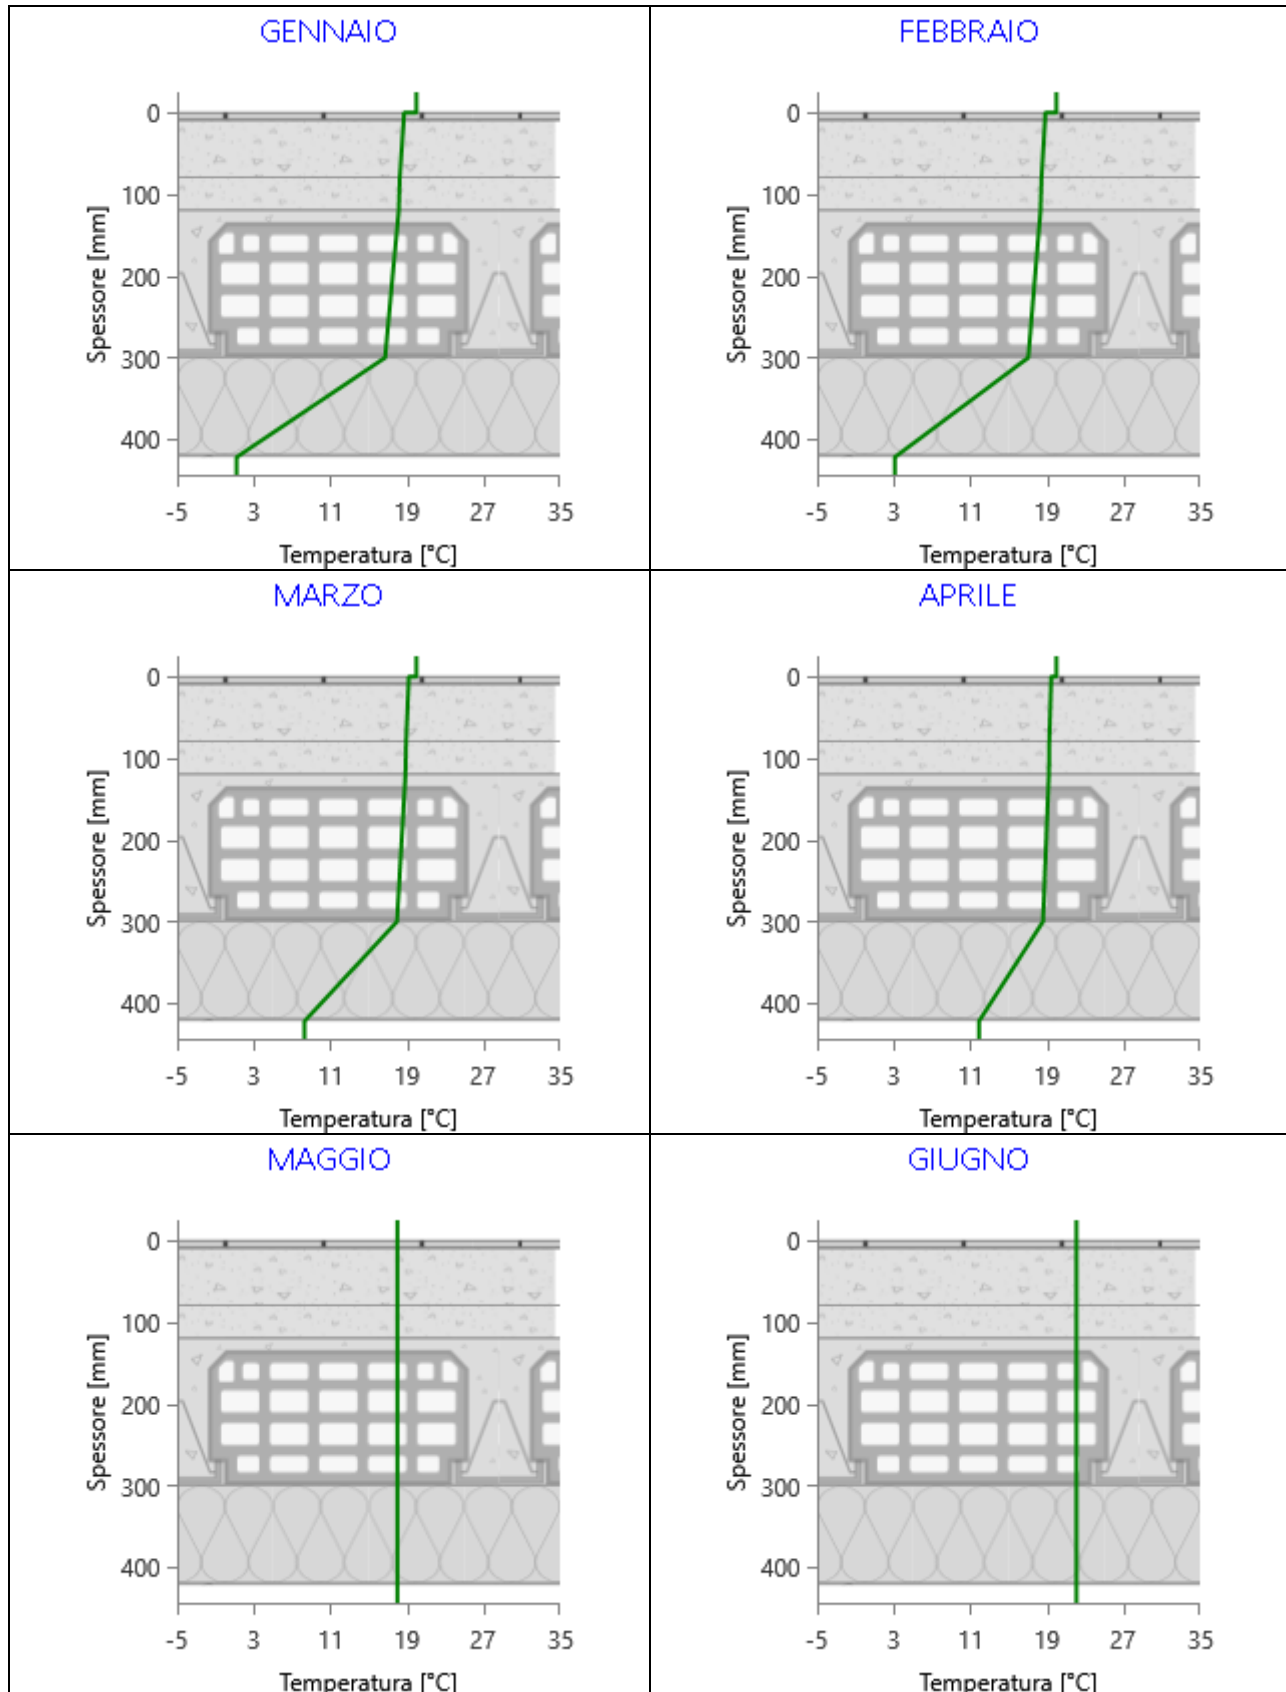 GENNAIO
0
100
200
300
400
Spessore [mm]
-5 3 11 19 27 35
Temperatura [°C]
FEBBRAIO
0
100
200
300
400
Spessore [mm]
-5 3 11 19 27 35
Temperatura [°C]
MARZO
0
100
200
300
400
Spessore [mm]
-5 3 11 19 27 35
Temperatura [°C]
APRILE
0
100
200
300
400
Spessore [mm]
-5 3 11 19 27 35
Temperatura [°C]
MAGGIO
0
100
200
300
400
Spessore [mm]
-5 3 11 19 27 35
Temperatura [°C]
GIUGNO
0
100
200
300
400
Spessore [mm]
-5 3 11 19 27 35
Temperatura [°C]